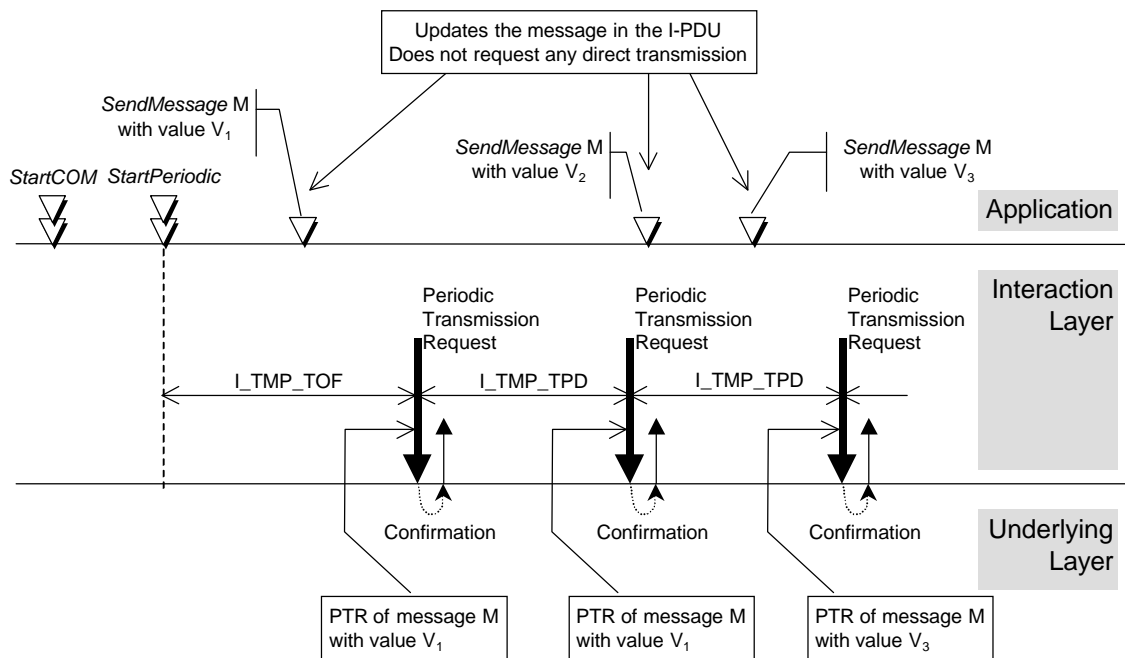 Updates the message in the I-PDU
Does not request any direct transmission
SendMessage M
with value V1
SendMessage M
with value V2
SendMessage M
with value V3
StartCOM
StartPeriodic
Application
Interaction
Layer
Periodic
Transmission
Request
Periodic
Transmission
Request
Periodic
Transmission
Request
I_TMP_TOF
I_TMP_TPD
I_TMP_TPD
Confirmation
Confirmation
Confirmation
Underlying
Layer
PTR of message M
with value V1
PTR of message M
with value V1
PTR of message M
with value V3